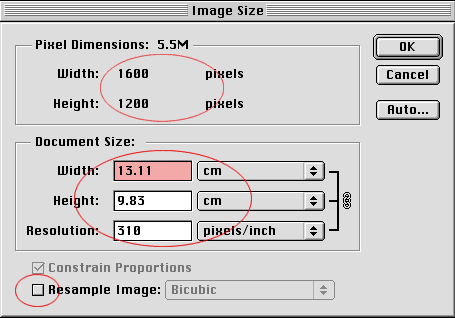 Image Size
Pixel Dimensions: 5.5M
Width: 1600 pixels
Height: 1200 pixels
OK
Cancel
Auto...
Document Size:
Width: 13.11 cm
Height: 9.83 cm
Resolution: 310 pixels/inch
Constrain Proportions
Resample Image: Bicubic